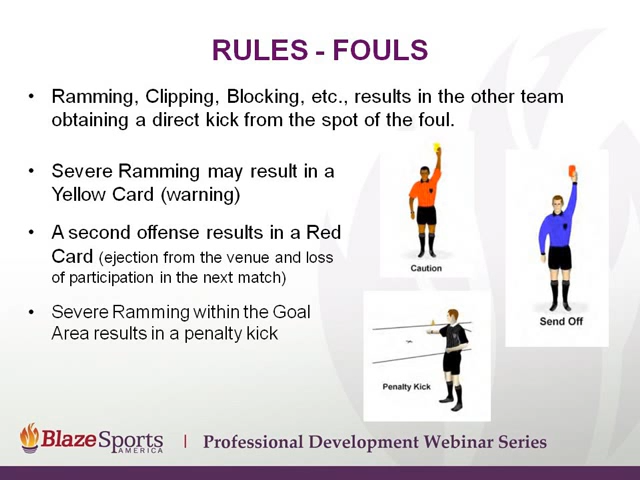 RULES - FOULS
• Ramming, Clipping, Blocking, etc., results in the other team
obtaining a direct kick from the spot of the foul.
• Severe Ramming may result in a
Yellow Card (warning)
• A second offense results in a Red
Card (ejection from the venue and loss
of participation in the next match)
• Severe Ramming within the Goal
Area results in a penalty kick
Caution
Send Off
Penalty Kick
BlazeSports
AMERICA
| Professional Development Webinar Series